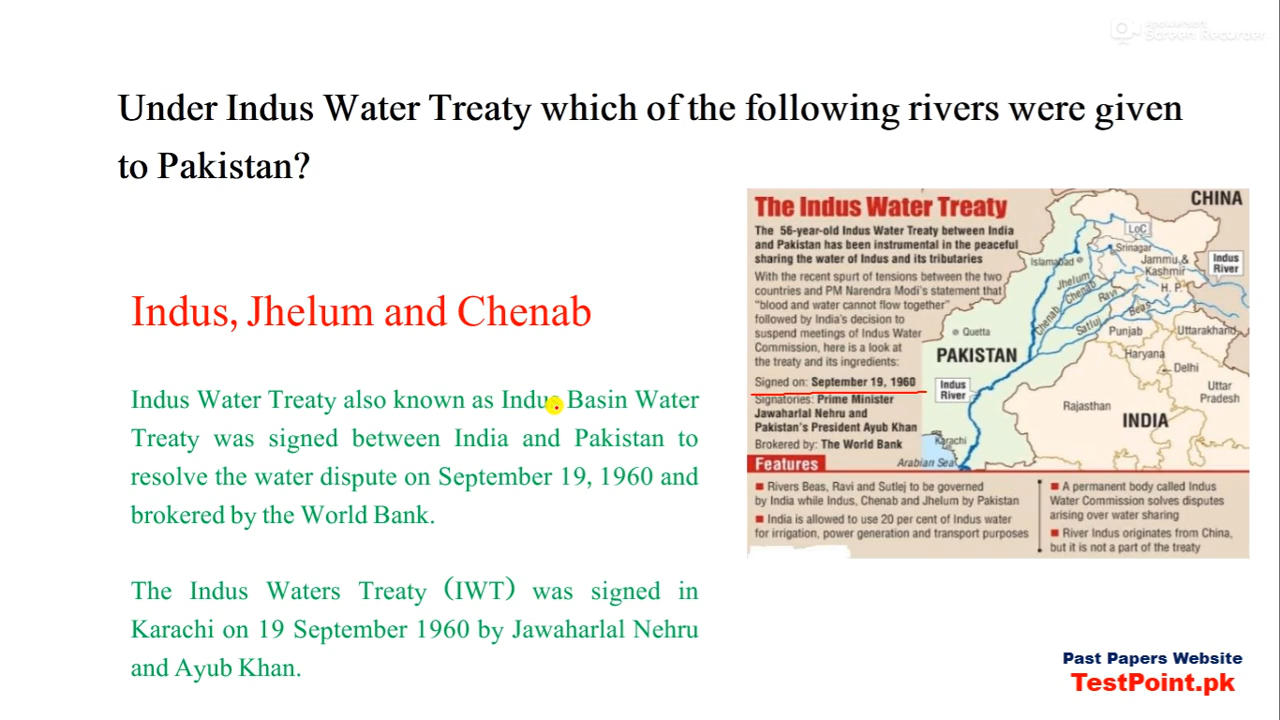 Apowersoft
Screen Recorder
Under Indus Water Treaty which of the following rivers were given
to Pakistan?
Indus, Jhelum and Chenab
Indus Water Treaty also known as Indus Basin Water
Treaty was signed between India and Pakistan to
resolve the water dispute on September 19, 1960 and
brokered by the World Bank.
The Indus Waters Treaty (IWT) was signed in
Karachi on 19 September 1960 by Jawaharlal Nehru
and Ayub Khan.
The Indus Water Treaty
The 56-year-old Indus Water Treaty between India
and Pakistan has been instrumental in the peaceful
sharing the water of Indus and its tributaries
With the recent spurt of tensions between the two
countries and PM Narendra Modi's statement that
"blood and water cannot flow together"
followed by India's decision to
suspend meetings of Indus Water
Commission, here is a look at
the treaty and its ingredients:
Signed on: September 19, 1960
Signatories: Prime Minister
Jawaharlal Nehru and
Pakistan's President Ayub Khan
Brokered by: The World Bank
CHINA
LoC
Srinagar
Islamabad
Jammu &
Kashmir
Indus
River
Jhelum
Chenab
Ravi
H. P.
Chenab
Satluj
Beas
Quetta
Punjab
Uttarakhand
PAKISTAN
Haryana
Delhi
Indus
River
Uttar
Pradesh
Rajasthan
INDIA
Karachi
Arabian Sea
Features
Rivers Beas, Ravi and Sutlej to be governed
by India while Indus, Chenab and Jhelum by Pakistan
India is allowed to use 20 per cent of Indus water
for irrigation, power generation and transport purposes
A permanent body called Indus
Water Commission solves disputes
arising over water sharing
River Indus originates from China,
but it is not a part of the treaty
Past Papers Website
TestPoint.pk